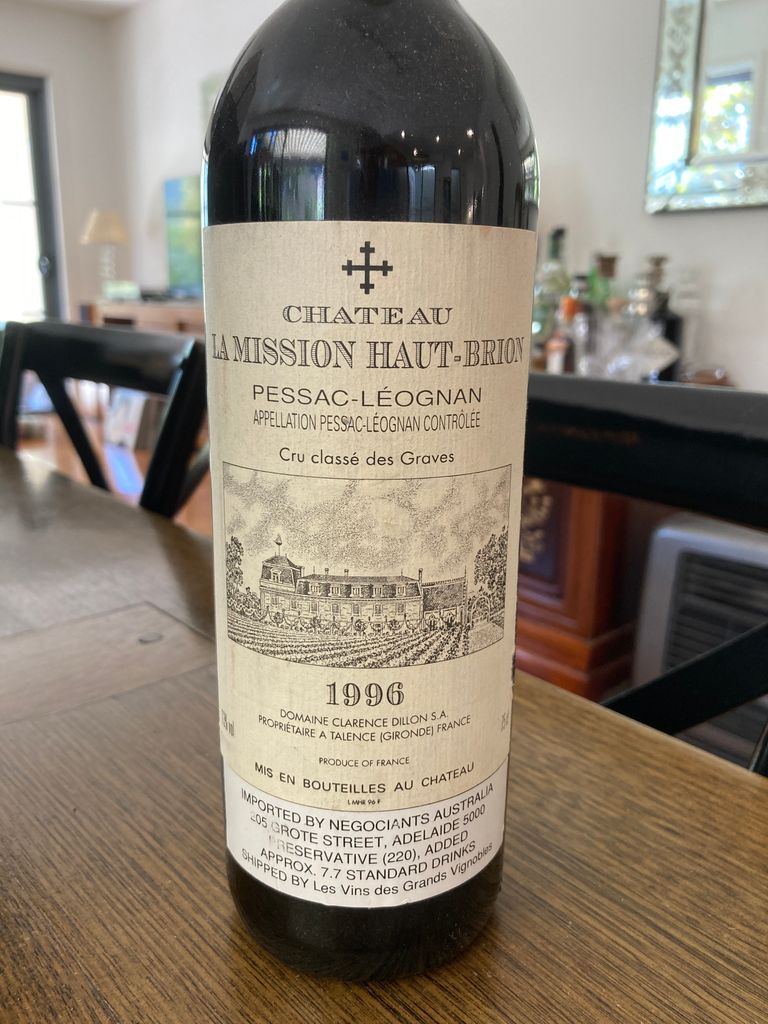 CHATEAU
LA MISSION HAUT-BRION
PESSAC-LÉOGNAN
APPELLATION PESSAC-LÉOGNAN CONTRÔLÉE
Cru classé des Graves
1996
DOMAINE CLARENCE DILLON S.A.
PROPRIÉTAIRE A TALENCE (GIRONDE) FRANCE
PRODUCE OF FRANCE
MIS EN BOUTEILLES AU CHATEAU
L MHR 96 F
IMPORTED BY NEGOCIANTS AUSTRALIA
205 GROTE STREET, ADELAIDE 5000
PRESERVATIVE (220), ADDED
APPROX. 7.7 STANDARD DRINKS
SHIPPED BY Les Vins des Grands Vignobles